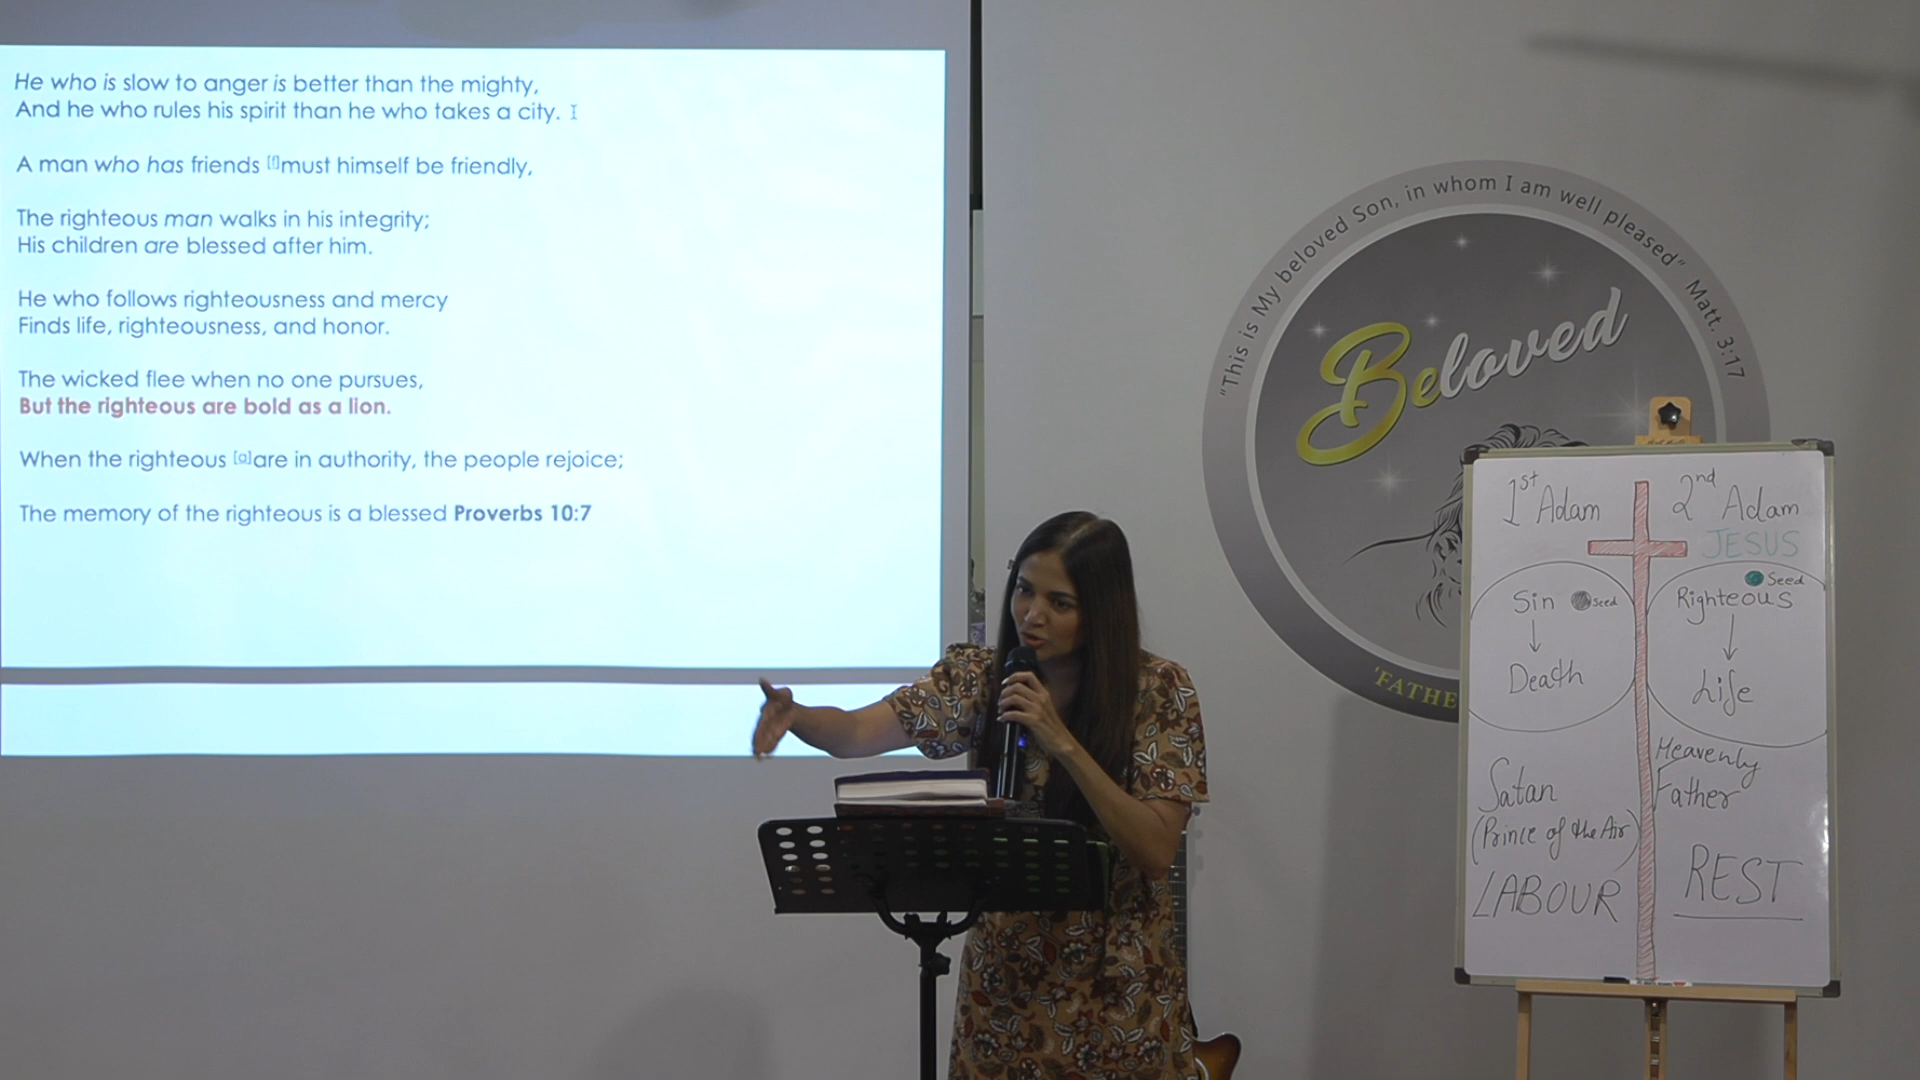 He who is slow to anger is better than the mighty,
And he who rules his spirit than he who takes a city.
A man who has friends [f]must himself be friendly,
The righteous man walks in his integrity;
His children are blessed after him.
He who follows righteousness and mercy
Finds life, righteousness, and honor.
The wicked flee when no one pursues,
But the righteous are bold as a lion.
When the righteous [a]are in authority, the people rejoice;
The memory of the righteous is a blessed Proverbs 10:7
"This is My beloved Son, in whom I am well pleased" Matt. 3:17
Beloved
'FATHE
1st Adam
2nd Adam
JESUS
Sin Seed
Death
Seed
Righteous
Life
Satan
(Prince of the Air)
LABOUR
Heavenly
Father
REST